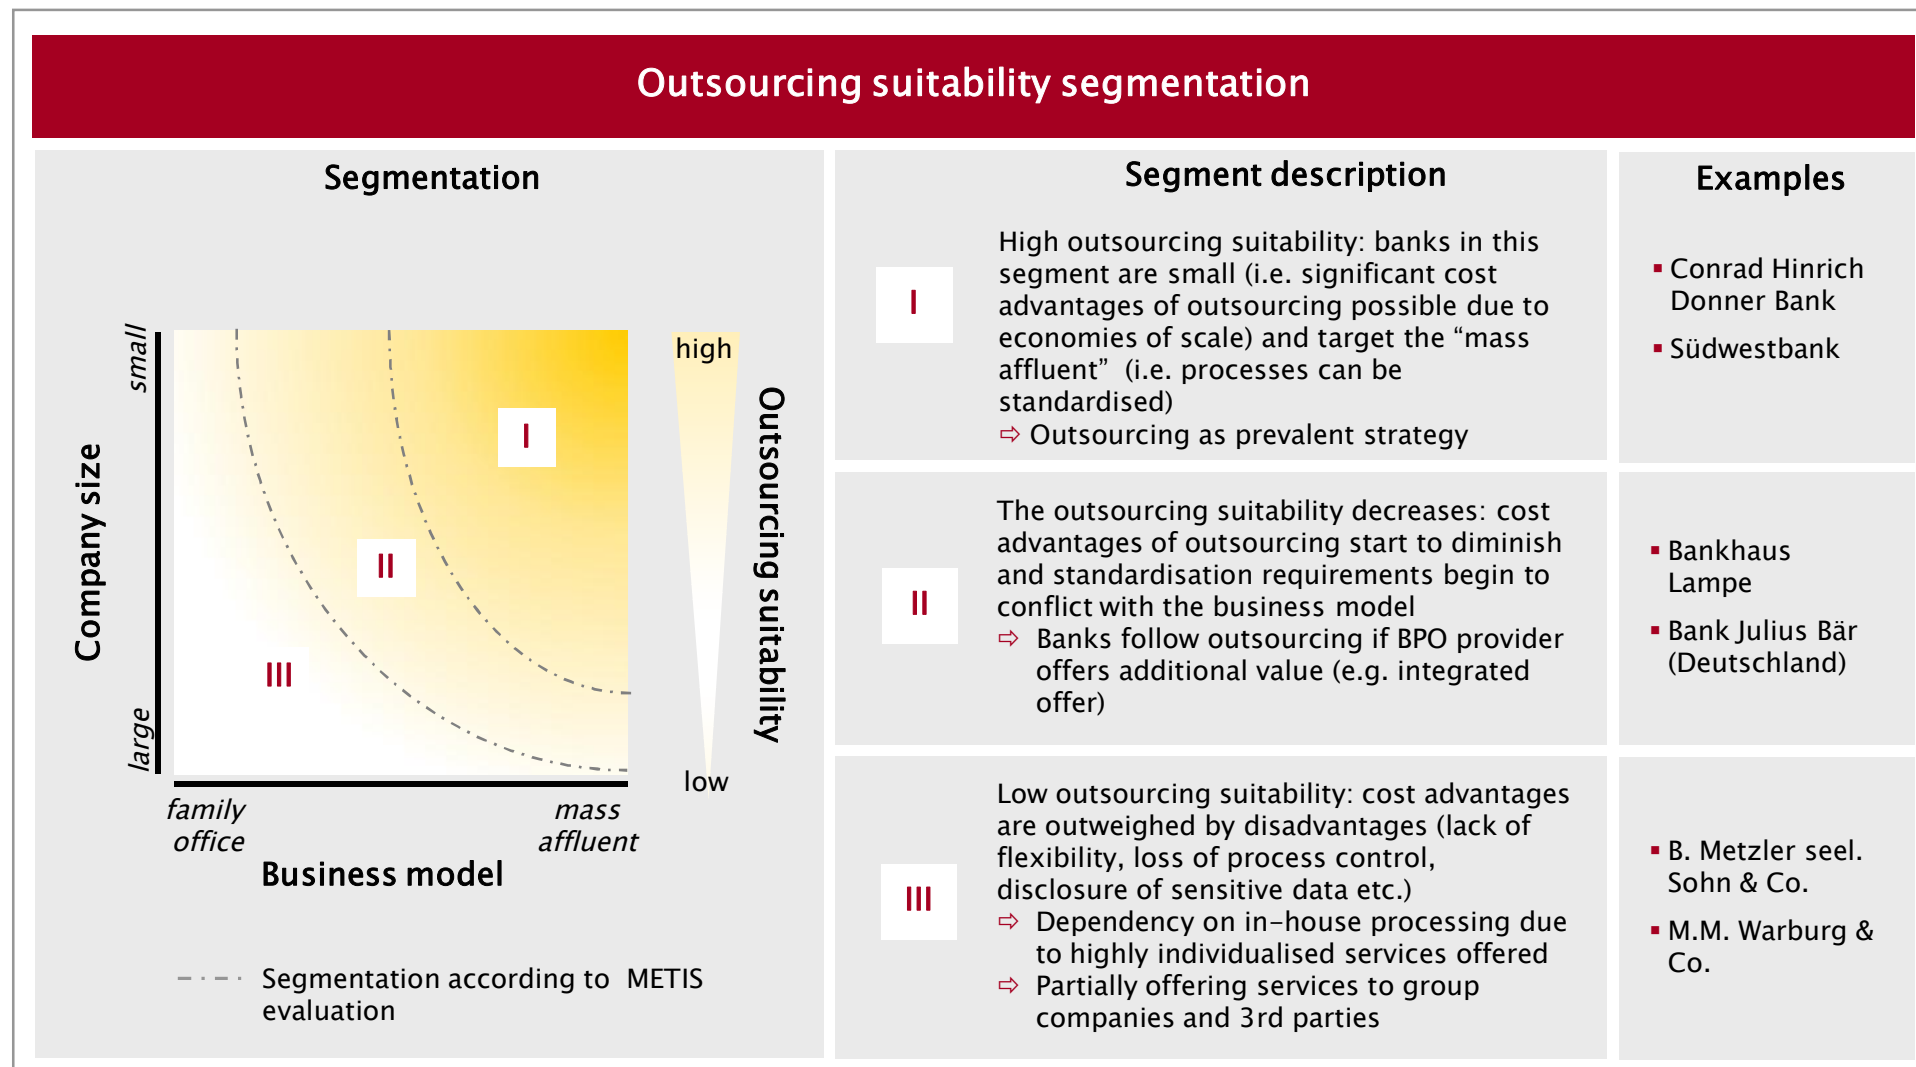 Outsourcing suitability segmentation
Segmentation
small
large
Company size
I
II
III
family
office
mass
affluent
Business model
high
low
Outsourcing suitability
Segmentation according to METIS
evaluation
Segment description
I
High outsourcing suitability: banks in this
segment are small (i.e. significant cost
advantages of outsourcing possible due to
economies of scale) and target the “mass
affluent” (i.e. processes can be
standardised)
⇨ Outsourcing as prevalent strategy
II
The outsourcing suitability decreases: cost
advantages of outsourcing start to diminish
and standardisation requirements begin to
conflict with the business model
⇨ Banks follow outsourcing if BPO provider
offers additional value (e.g. integrated
offer)
III
Low outsourcing suitability: cost advantages
are outweighed by disadvantages (lack of
flexibility, loss of process control,
disclosure of sensitive data etc.)
⇨ Dependency on in-house processing due
to highly individualised services offered
⇨ Partially offering services to group
companies and 3rd parties
Examples
▪ Conrad Hinrich
Donner Bank
▪ Südwestbank
▪ Bankhaus
Lampe
▪ Bank Julius Bär
(Deutschland)
▪ B. Metzler seel.
Sohn & Co.
▪ M.M. Warburg &
Co.